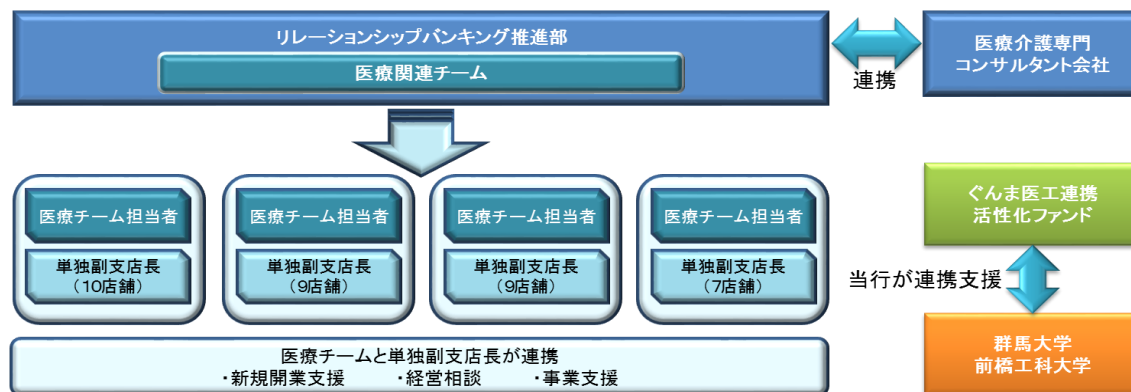 リレーションシップバンキング推進部
医療関連チーム
連携
医療介護専門
コンサルタント会社
医療チーム担当者
単独副支店長
（10店舗）
医療チーム担当者
単独副支店長
（9店舗）
医療チーム担当者
単独副支店長
（9店舗）
医療チーム担当者
単独副支店長
（7店舗）
医療チームと単独副支店長が連携
・新規開業支援　・経営相談　・事業支援
ぐんま医工連携
活性化ファンド
当行が連携支援
群馬大学
前橋工科大学